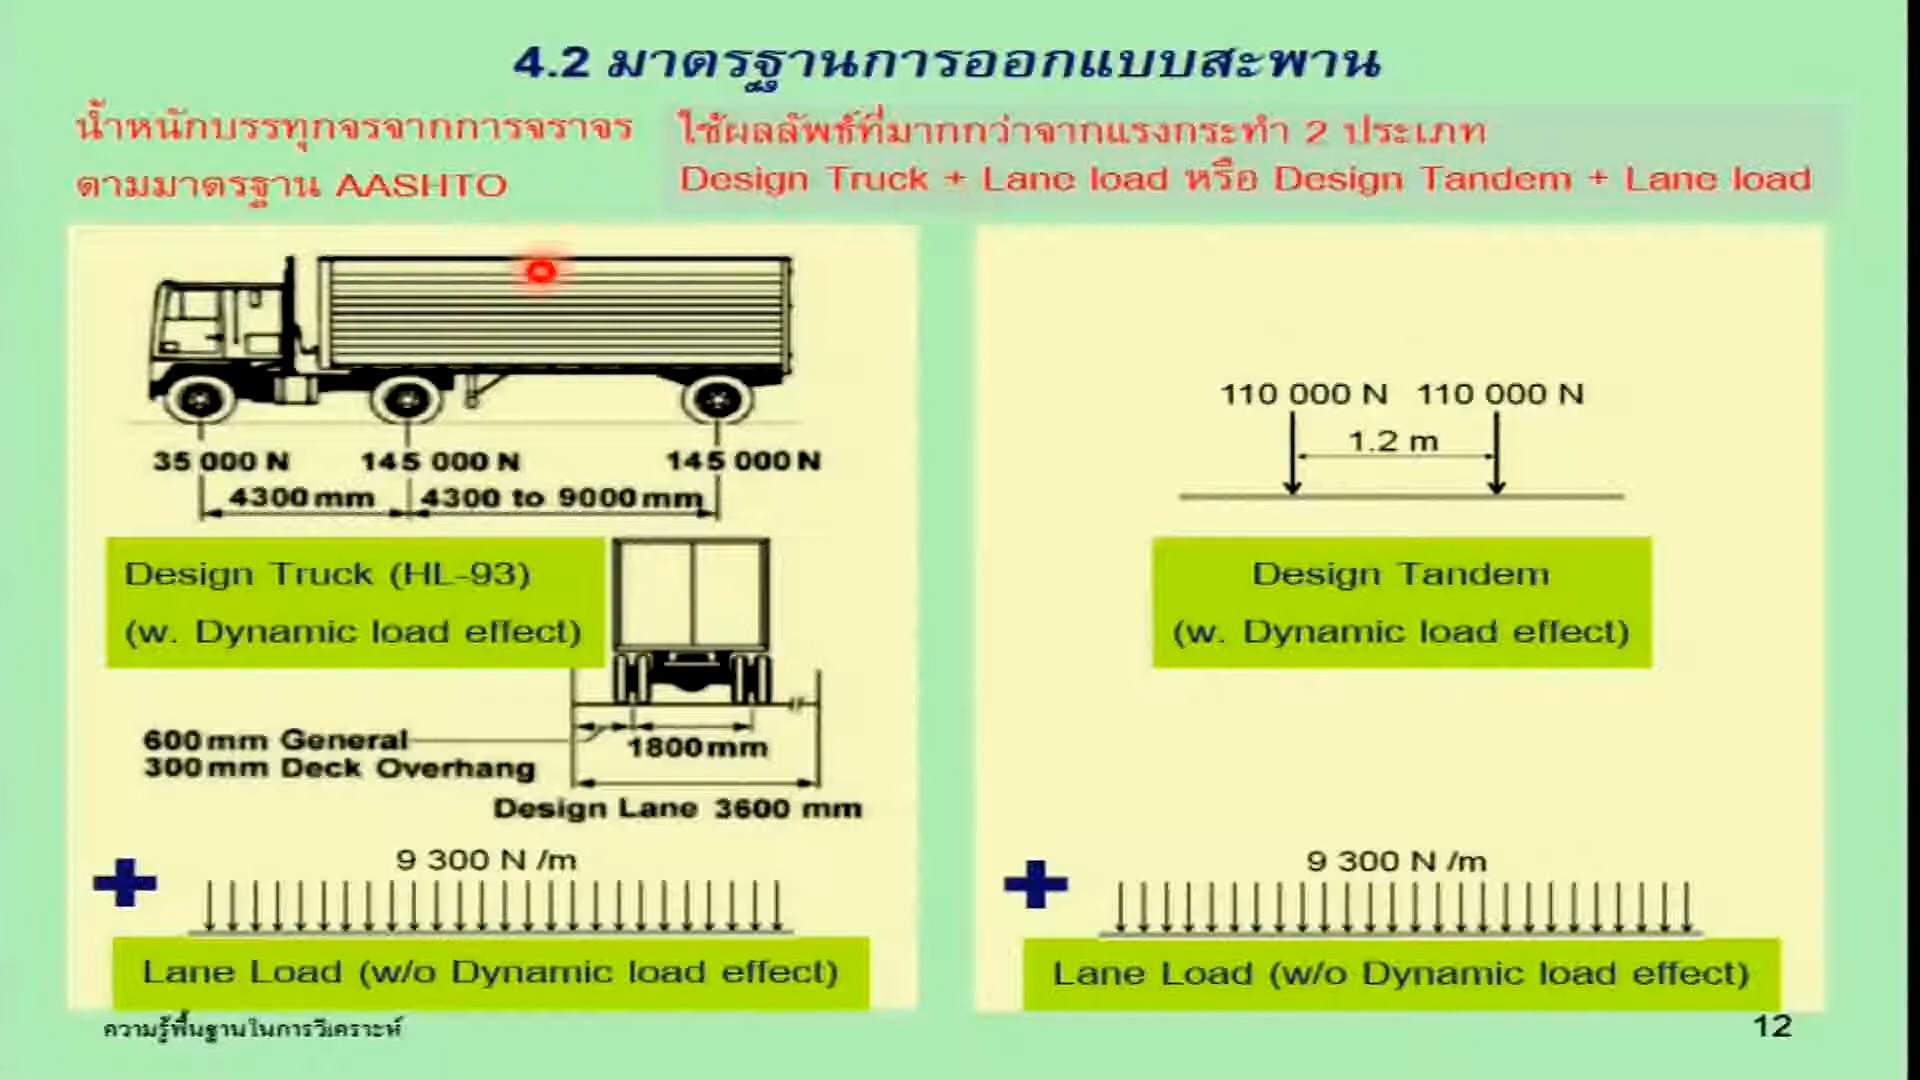 4.2 มาตรฐานการออกแบบสะพาน
น้ำหนักบรรทุกจรจากการจราจร
ตามมาตรฐาน AASHTO
ใช้ผลลัพธ์ที่มากกว่าจากแรงกระทำ 2 ประเภท
Design Truck + Lane load หรือ Design Tandem + Lane load
35 000 N 145 000 N 145 000 N
4300 mm 4300 to 9000 mm
Design Truck (HL-93)
(w. Dynamic load effect)
600 mm General
300 mm Deck Overhang
1800 mm
Design Lane 3600 mm
9 300 N /m
Lane Load (w/o Dynamic load effect)
110 000 N 110 000 N
1.2 m
Design Tandem
(w. Dynamic load effect)
9 300 N /m
Lane Load (w/o Dynamic load effect)
ความรู้พื้นฐานในการวิเคราะห์
12